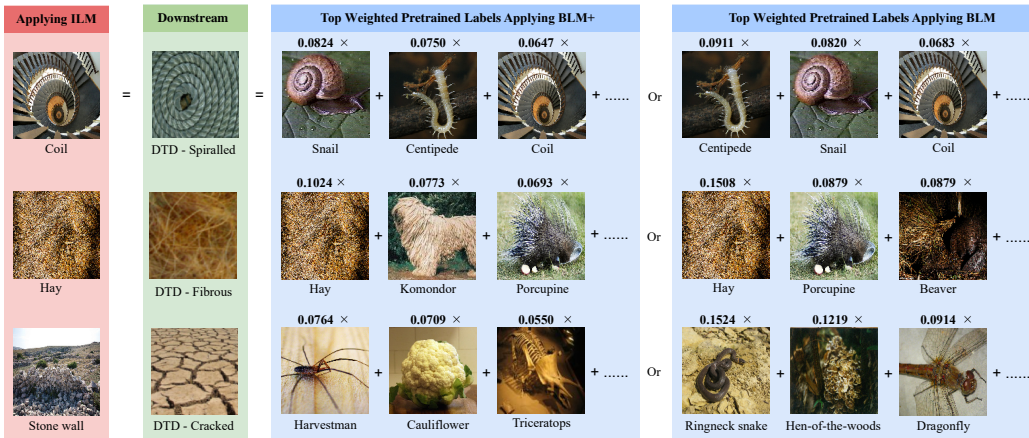 Applying ILM
Downstream
Top Weighted Pretrained Labels Applying BLM+
Top Weighted Pretrained Labels Applying BLM
0.0824 × 0.0750 × 0.0647 × 0.0911 × 0.0820 × 0.0683 ×
= = + + + ...... Or + + + ......
Coil DTD - Spiralled Snail Centipede Coil Centipede Snail Coil
0.1024 × 0.0773 × 0.0693 × 0.1508 × 0.0879 × 0.0879 ×
+ + + ...... Or + + + ......
Hay DTD - Fibrous Hay Komondor Porcupine Hay Porcupine Beaver
0.0764 × 0.0709 × 0.0550 × 0.1524 × 0.1219 × 0.0914 ×
+ + + ...... Or + + + ......
Stone wall DTD - Cracked Harvestman Cauliflower Triceratops Ringneck snake Hen-of-the-woods Dragonfly